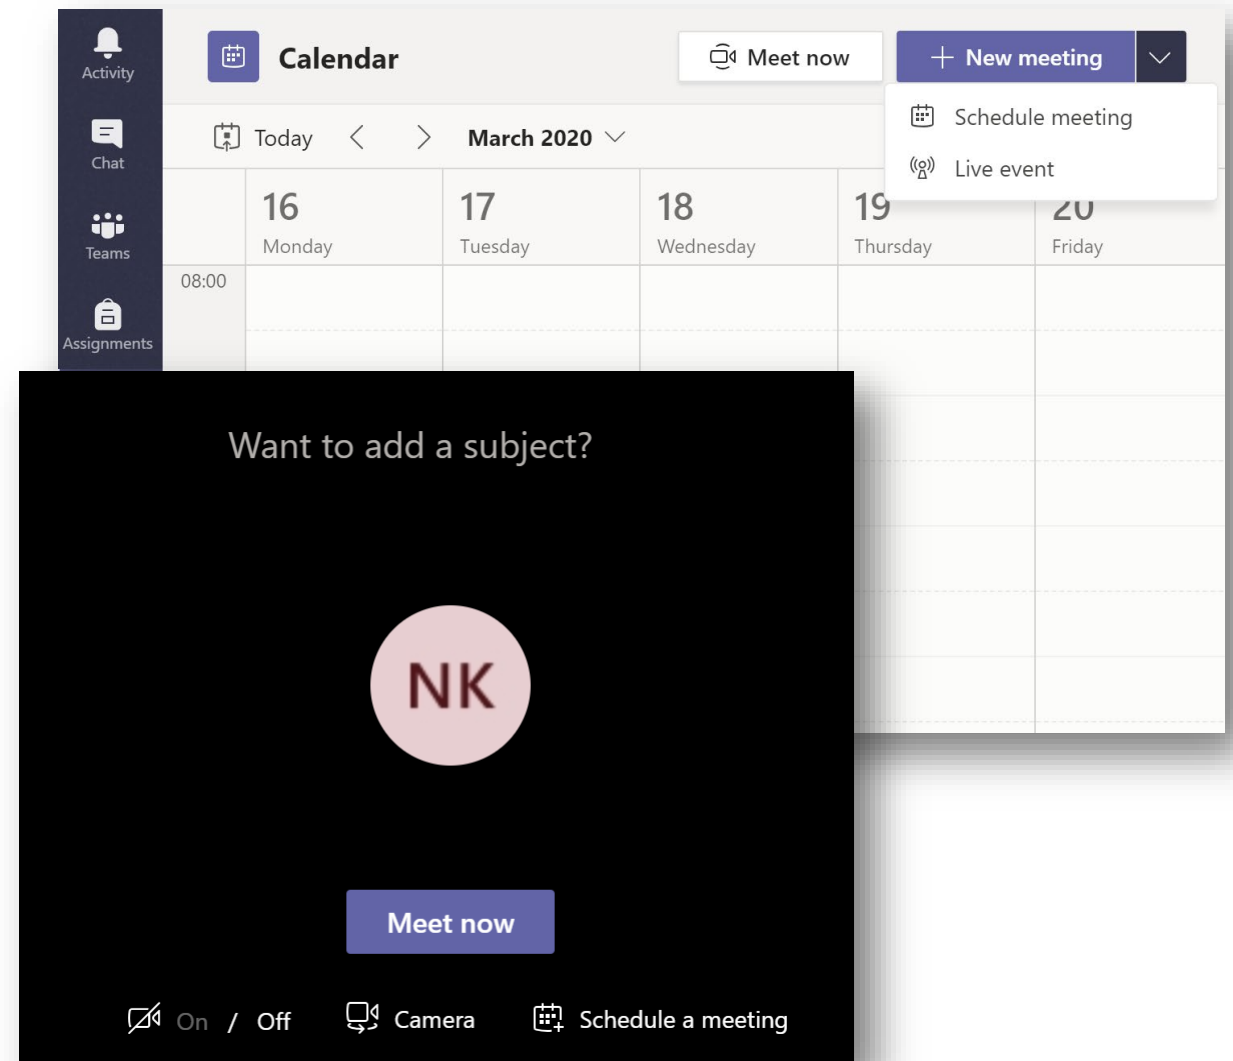 Activity
Chat
Teams
Assignments
Calendar
Meet now
New meeting
Schedule meeting
Live event
Today
March 2020
16
Monday
17
Tuesday
18
Wednesday
19
Thursday
20
Friday
08:00
Want to add a subject?
NK
Meet now
On / Off
Camera
Schedule a meeting